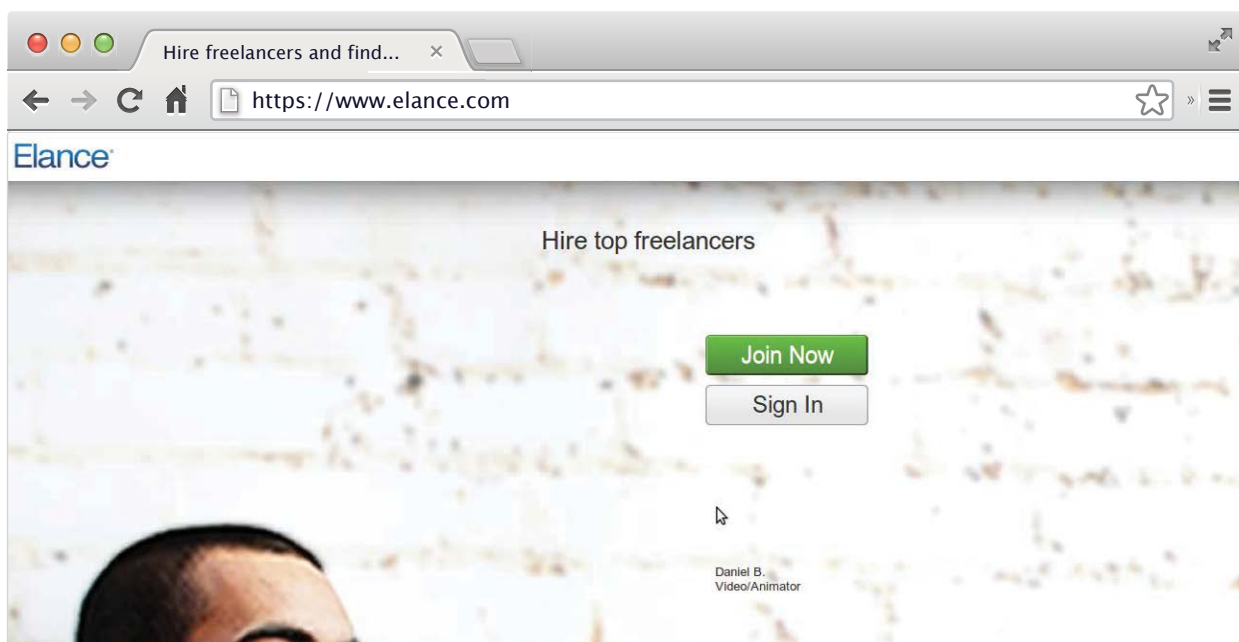 Hire freelancers and find...
https://www.elance.com
»
Elance
Hire top freelancers
Join Now
Sign In
Daniel B.
Video/Animator